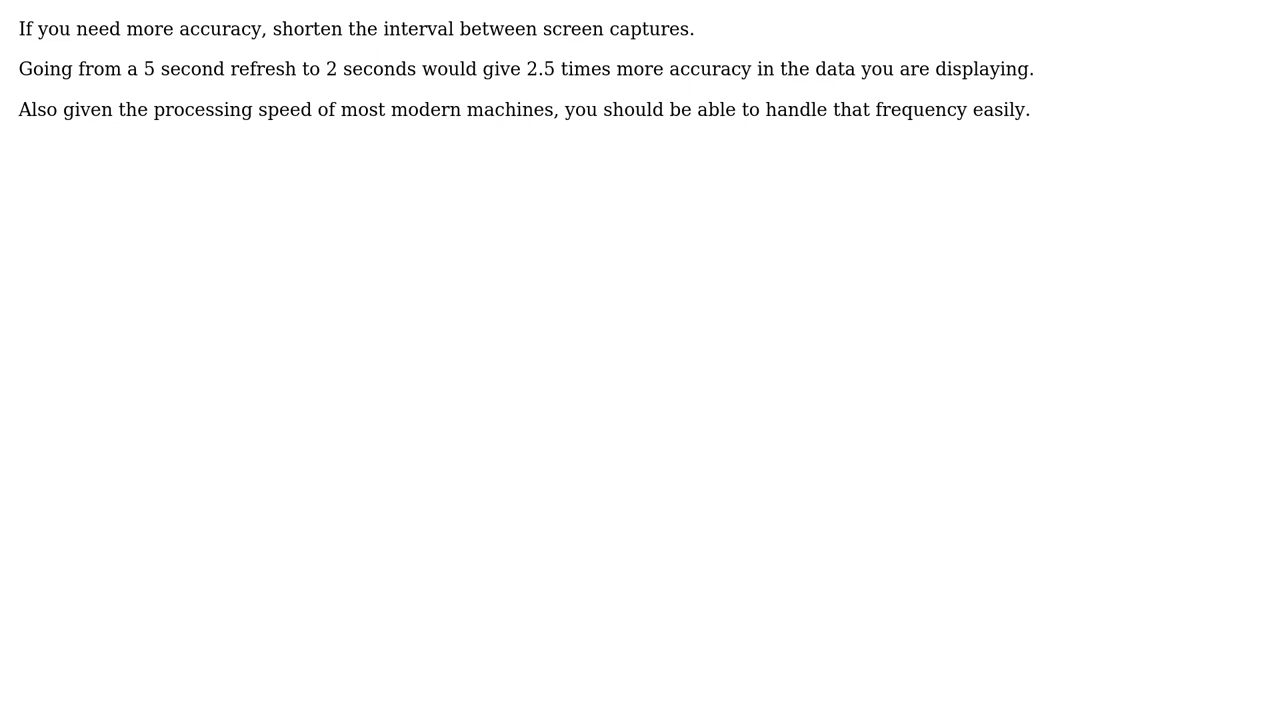 If you need more accuracy, shorten the interval between screen captures.
Going from a 5 second refresh to 2 seconds would give 2.5 times more accuracy in the data you are displaying.
Also given the processing speed of most modern machines, you should be able to handle that frequency easily.